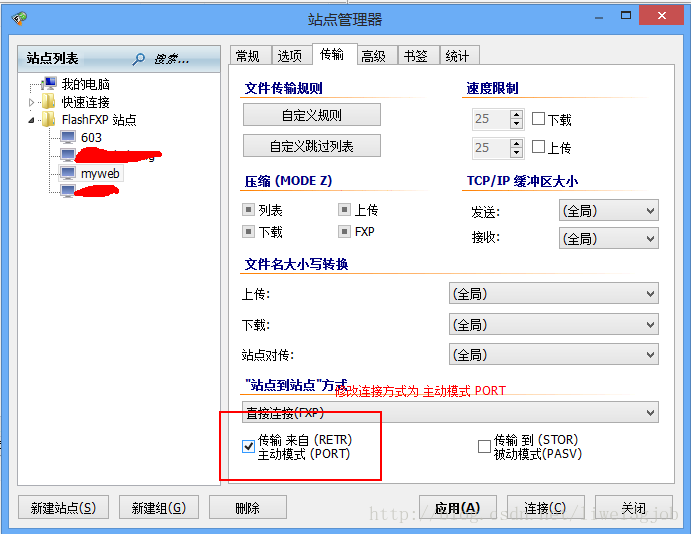 站点管理器
站点列表
搜索...
我的电脑
快速连接
FlashFXP 站点
603
myweb
常规 选项 传输 高级 书签 统计
文件传输规则
自定义规则
自定义跳过列表
速度限制
25 下载
25 上传
压缩 (MODE Z)
列表 上传
下载 FXP
TCP/IP 缓冲区大小
发送: (全局)
接收: (全局)
文件名大小写转换
上传: (全局)
下载: (全局)
站点对传: (全局)
"站点到站点"方式
修改连接方式为 主动模式 PORT
直接连接(FXP)
传输 来自 (RETR)
主动模式 (PORT)
传输 到 (STOR)
被动模式(PASV)
新建站点(S) 新建组(G) 删除 应用(A) 连接(C) 关闭